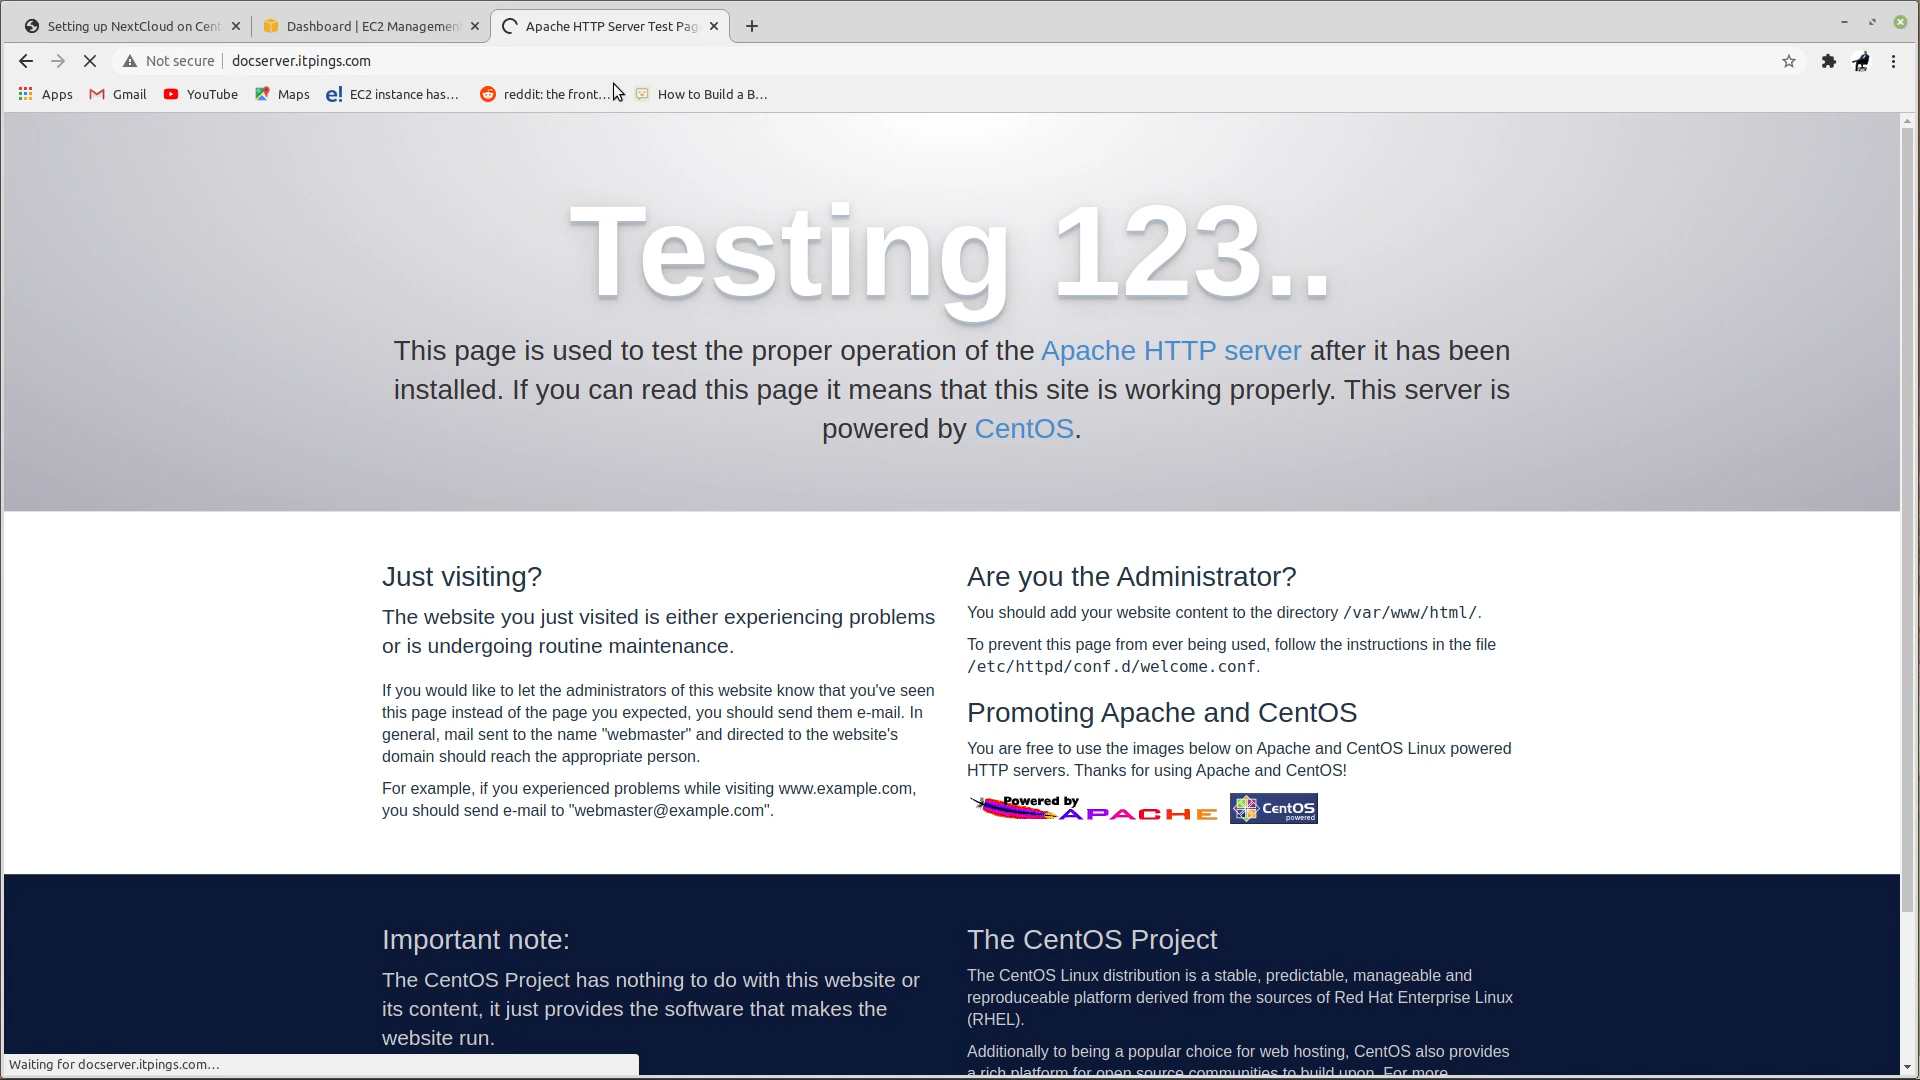 Setting up NextCloud on Cent
Dashboard | EC2 Managemen
Apache HTTP Server Test Pag
Not secure
docserver.itpings.com
Apps
Gmail
YouTube
Maps
e! EC2 instance has...
reddit: the front...
How to Build a B...
Testing 123..
This page is used to test the proper operation of the Apache HTTP server after it has been
installed. If you can read this page it means that this site is working properly. This server is
powered by CentOS.
Just visiting?
The website you just visited is either experiencing problems
or is undergoing routine maintenance.
If you would like to let the administrators of this website know that you've seen
this page instead of the page you expected, you should send them e-mail. In
general, mail sent to the name "webmaster" and directed to the website's
domain should reach the appropriate person.
For example, if you experienced problems while visiting www.example.com,
you should send e-mail to "webmaster@example.com".
Are you the Administrator?
You should add your website content to the directory /var/www/html/.
To prevent this page from ever being used, follow the instructions in the file
/etc/httpd/conf.d/welcome.conf.
Promoting Apache and CentOS
You are free to use the images below on Apache and CentOS Linux powered
HTTP servers. Thanks for using Apache and CentOS!
Powered by
APACHE
CentOS
powered
Important note:
The CentOS Project has nothing to do with this website or
its content, it just provides the software that makes the
website run.
The CentOS Project
The CentOS Linux distribution is a stable, predictable, manageable and
reproduceable platform derived from the sources of Red Hat Enterprise Linux
(RHEL).
Additionally to being a popular choice for web hosting, CentOS also provides
a rich platform for open source communities to build upon. For more
Waiting for docserver.itpings.com...